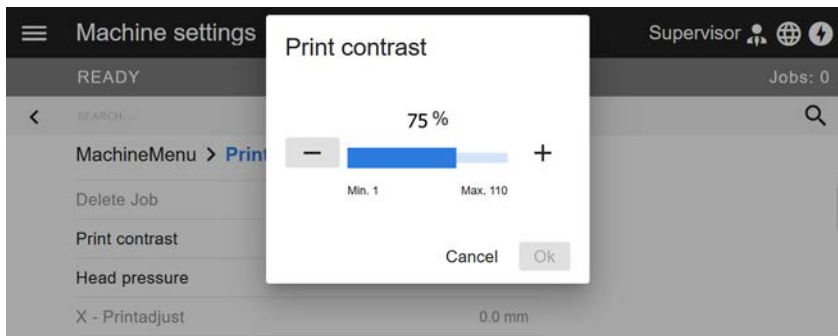 Machine settings
Supervisor
READY
Jobs: 0
SEARCH...
MachineMenu > Print
Delete Job
Print contrast
Head pressure
X - Printadjust 0.0 mm
Print contrast
75 %
Min. 1 Max. 110
Cancel Ok